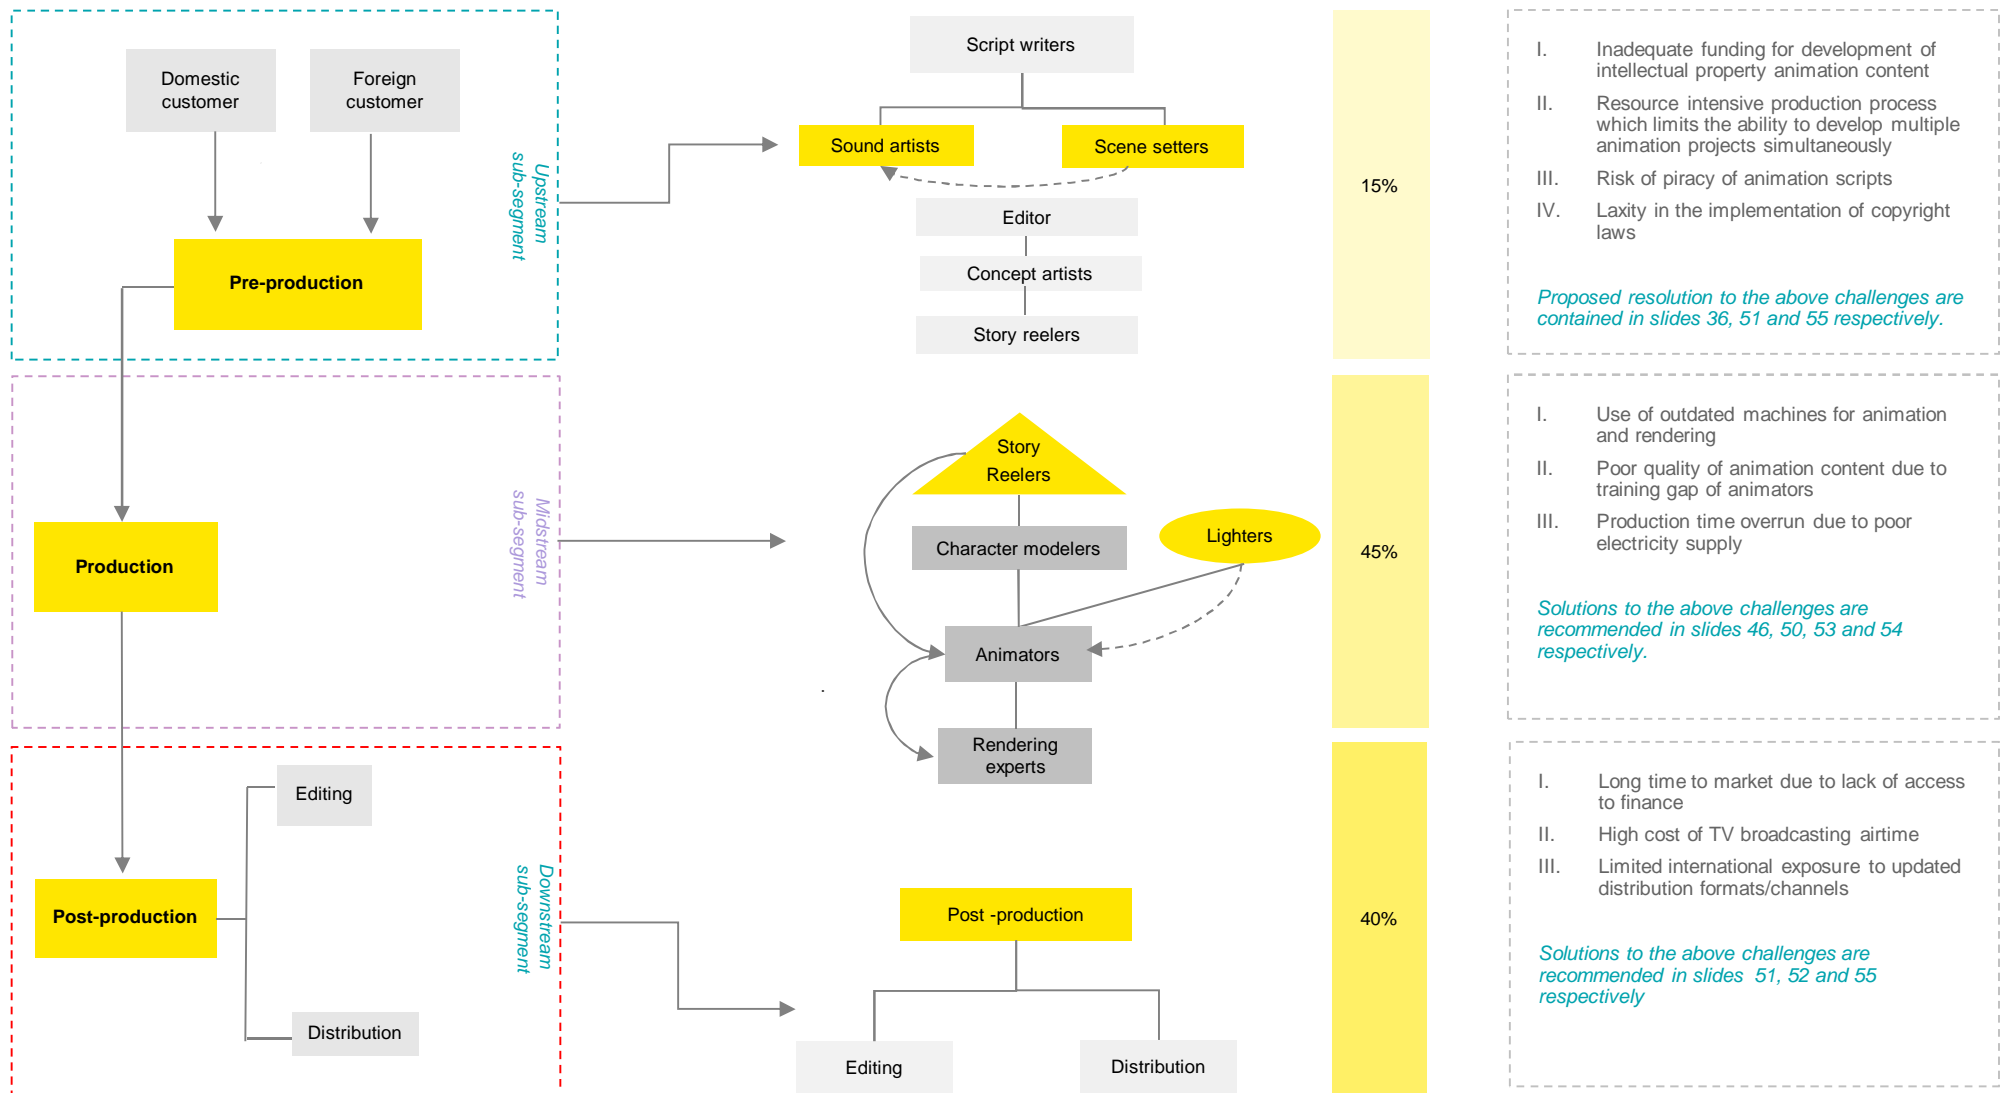 Domestic
customer
Foreign
customer
Pre-production
Upstream
sub-segment
Script writers
Sound artists
Scene setters
Editor
Concept artists
Story reelers
15%
I. Inadequate funding for development of
intellectual property animation content
II. Resource intensive production process
which limits the ability to develop multiple
animation projects simultaneously
III. Risk of piracy of animation scripts
IV. Laxity in the implementation of copyright
laws
Proposed resolution to the above challenges are
contained in slides 36, 51 and 55 respectively.
Production
Midstream
sub-segment
Story
Reelers
Character modelers
Lighters
Animators
Rendering
experts
45%
I. Use of outdated machines for animation
and rendering
II. Poor quality of animation content due to
training gap of animators
III. Production time overrun due to poor
electricity supply
Solutions to the above challenges are
recommended in slides 46, 50, 53 and 54
respectively.
Editing
Post-production
Distribution
Downstream
sub-segment
Post -production
Editing
Distribution
40%
I. Long time to market due to lack of access
to finance
II. High cost of TV broadcasting airtime
III. Limited international exposure to updated
distribution formats/channels
Solutions to the above challenges are
recommended in slides 51, 52 and 55
respectively